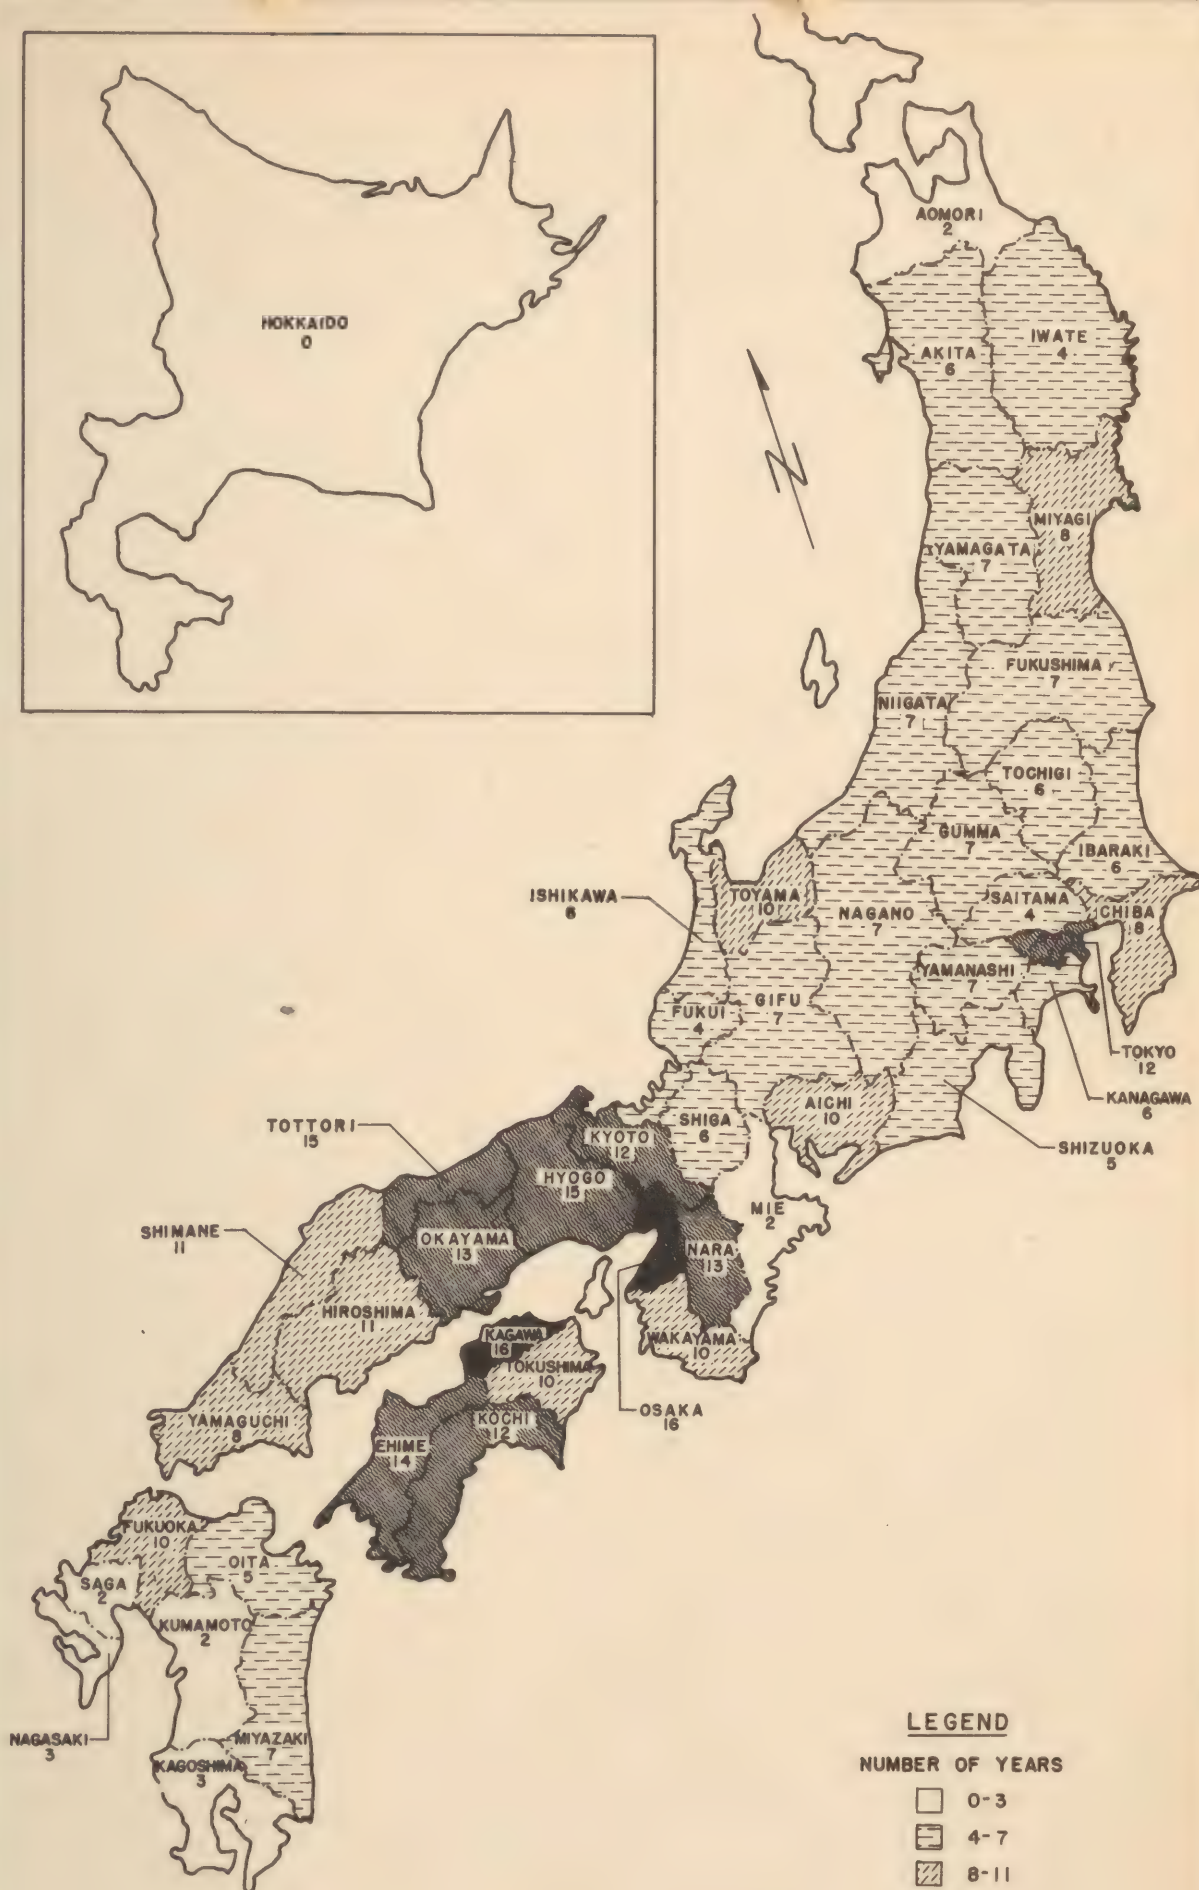 HOKKAIDO
0
AOMORI
2
IWATE
4
AKITA
6
MIYAGI
8
YAMAGATA
7
FUKUSHIMA
7
NIIGATA
7
TOCHIGI
6
GUMMA
7
IBARAKI
6
ISHIKAWA
6
TOYAMA
10
NAGANO
7
SAITAMA
4
CHIBA
8
YAMANASHI
7
GIFU
7
FUKUI
4
TOKYO
12
KANAGAWA
6
AICHI
10
SHIGA
6
SHIZUOKA
5
TOTTORI
15
KYOTO
12
HYOGO
15
MIE
2
SHIMANE
11
OKAYAMA
13
NARA
13
HIROSHIMA
11
KAGAWA
16
WAKAYAMA
10
TOKUSHIMA
10
OSAKA
16
YAMAGUCHI
8
KOCHI
12
EHIME
14
FUKUOKA
10
OITA
5
SAGA
2
KUMAMOTO
2
NAGASAKI
3
MIYAZAKI
7
KAGOSHIMA
3
N
LEGEND
NUMBER OF YEARS
0-3
4-7
8-11